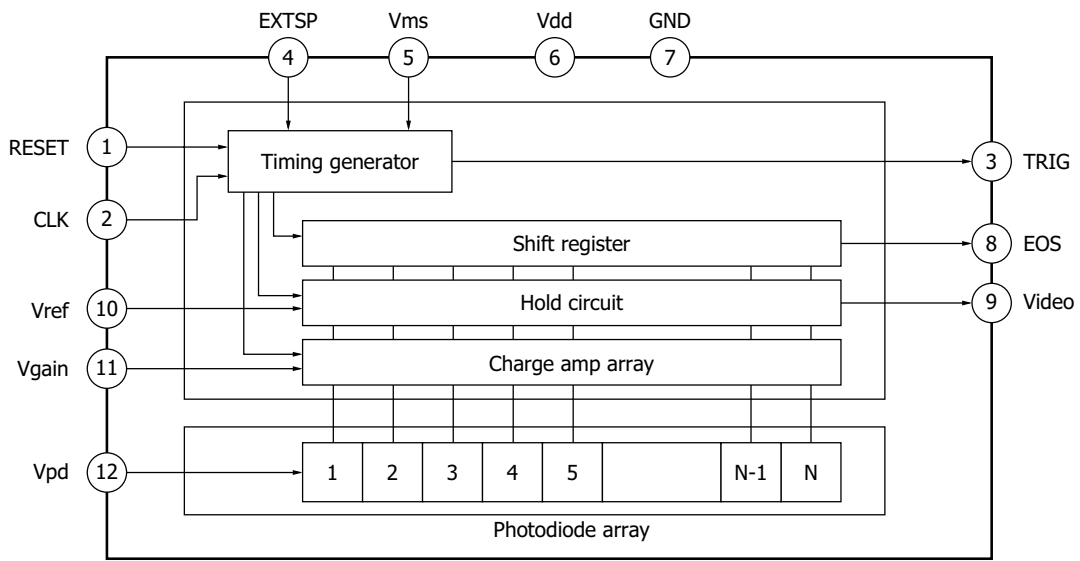 EXTSP Vms Vdd GND
4 5 6 7
RESET 1 Timing generator 3 TRIG
CLK 2
Shift register 8 EOS
Vref 10 Hold circuit 9 Video
Vgain 11 Charge amp array
Vpd 12 1 2 3 4 5 N-1 N
Photodiode array